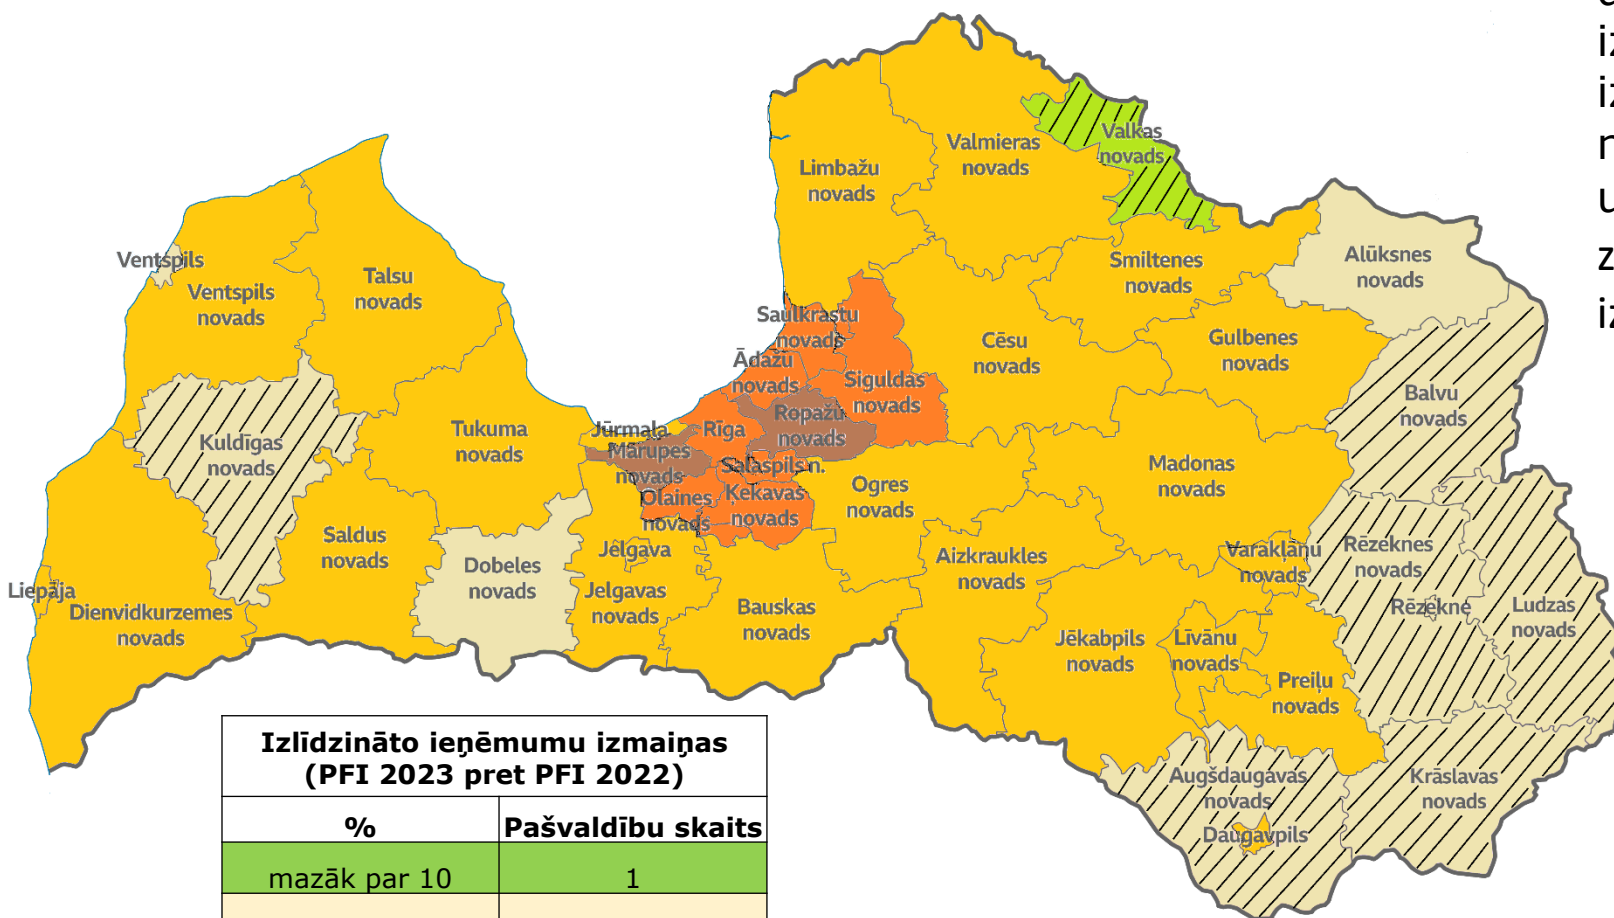 iz
iz
n
u
z
iz
Valkas
novads
Valmieras
novads
Limbažu
novads
Alūksnes
novads
Smiltenes
novads
Ventspils
Talsu
novads
Ventspils
novads
Saulkrastu
novads
Cēsu
novads
Gulbenes
novads
Ādažu
novads
Siguldas
novads
Balvu
novads
Ropažu
novads
Rīga
Jūrmala
Mārupes
novads
Tukuma
novads
Kuldīgas
novads
Salaspils n.
Madonas
novads
Ogres
novads
Ķekavas
novads
Olaines
novads
Saldus
novads
Jelgava
Dobeles
novads
Aizkraukles
novads
Varakļānu
novads
Rēzeknes
novads
Rēzekne
Ludzas
novads
Liepāja
Dienvidkurzemes
novads
Jelgavas
novads
Bauskas
novads
Jēkabpils
novads
Līvānu
novads
Preiļu
novads
Augšdaugavas
novads
Daugavpils
Krāslavas
novads
Izlīdzināto ieņēmumu izmaiņas
(PFI 2023 pret PFI 2022)
% Pašvaldību skaits
mazāk par 10 1